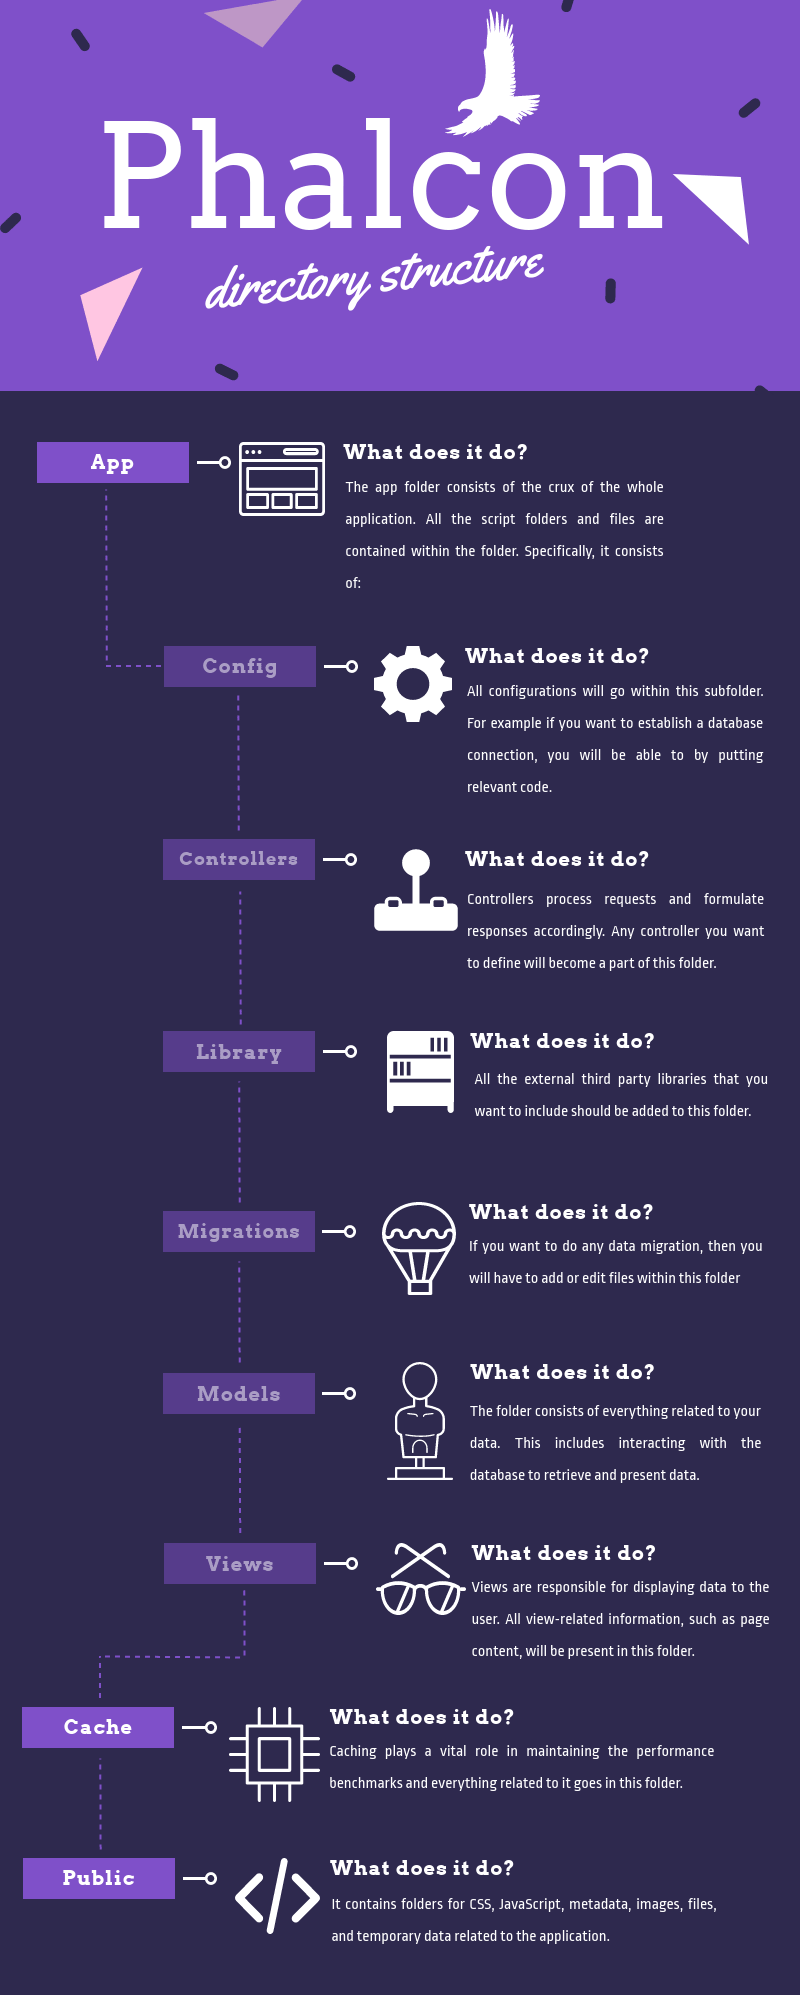 Phalcon
directory structure
App
What does it do?
The app folder consists of the crux of the whole
application. All the script folders and files are
contained within the folder. Specifically, it consists
of:
Config
What does it do?
All configurations will go within this subfolder.
For example if you want to establish a database
connection, you will be able to by putting
relevant code.
Controllers
What does it do?
Controllers process requests and formulate
responses accordingly. Any controller you want
to define will become a part of this folder.
Library
What does it do?
All the external third party libraries that you
want to include should be added to this folder.
Migrations
What does it do?
If you want to do any data migration, then you
will have to add or edit files within this folder
Models
What does it do?
The folder consists of everything related to your
data. This includes interacting with the
database to retrieve and present data.
Views
What does it do?
Views are responsible for displaying data to the
user. All view-related information, such as page
content, will be present in this folder.
Cache
What does it do?
Caching plays a vital role in maintaining the performance
benchmarks and everything related to it goes in this folder.
Public
What does it do?
It contains folders for CSS, JavaScript, metadata, images, files,
and temporary data related to the application.